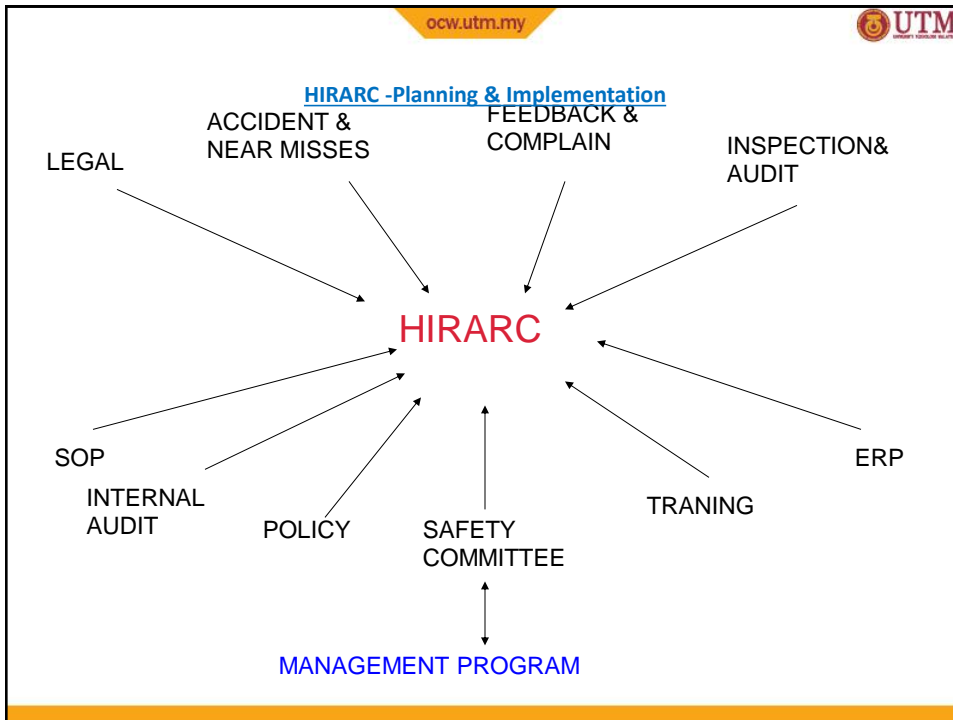 ocw.utm.my
UTM
HIRARC -Planning & Implementation
LEGAL
ACCIDENT &
NEAR MISSES
FEEDBACK &
COMPLAIN
INSPECTION&
AUDIT
HIRARC
SOP
INTERNAL
AUDIT
POLICY
SAFETY
COMMITTEE
TRANING
ERP
MANAGEMENT PROGRAM